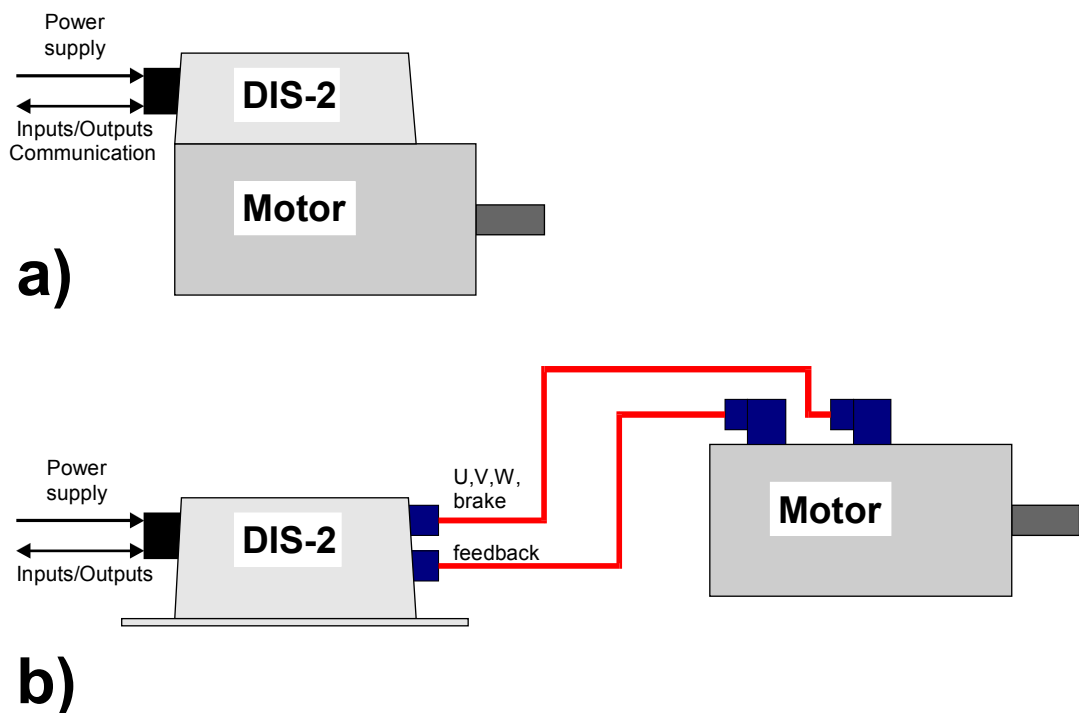 Power
supply
DIS-2
Inputs/Outputs
Communication
Motor
a)
U,V,W,
brake
Power
supply
Motor
DIS-2
feedback
Inputs/Outputs
b)